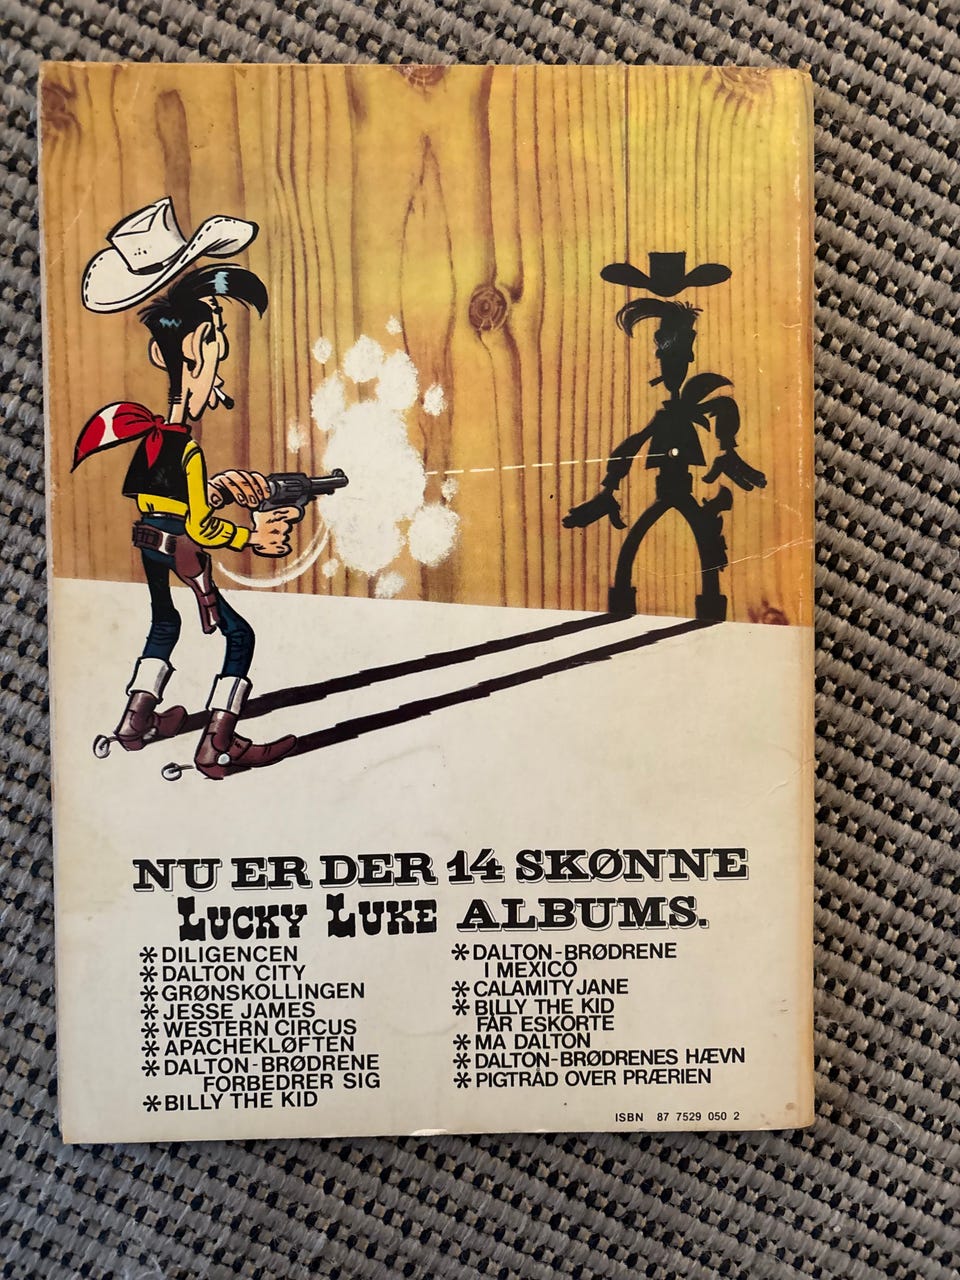 NU ER DER 14 SKØNNE
LUCKY LUKE ALBUMS.
* DILIGENCEN
* DALTON CITY
* GRØNSKOLLINGEN
* JESSE JAMES
* WESTERN CIRCUS
* APACHEKLØFTEN
* DALTON-BRØDRENE
FORBEDRER SIG
* BILLY THE KID
* DALTON-BRØDRENE
I MEXICO
* CALAMITY JANE
* BILLY THE KID
FÅR ESKORTE
* MA DALTON
* DALTON-BRØDRENES HÆVN
* PIGTRÅD OVER PRÆRIEN
ISBN 87 7529 050 2